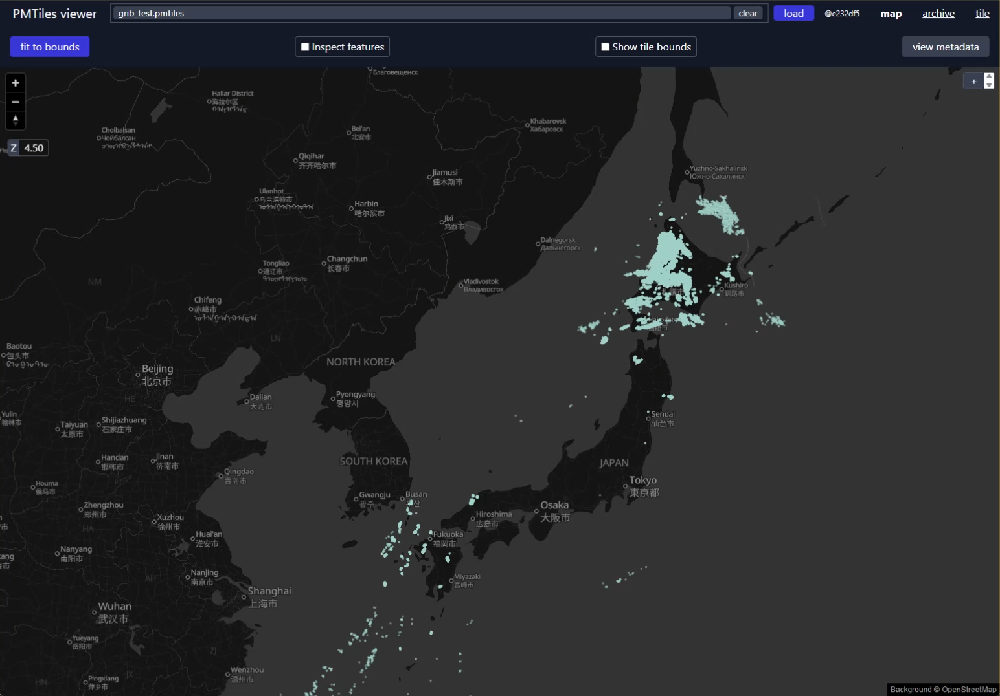 PMTiles viewer
grib_test.pmtiles
clear
load
@e232df5
map
archive
tile
fit to bounds
Inspect features
Show tile bounds
view metadata
Z 4.50
Благовещенск
Hailar District
海拉尔区
Choibalsan
Чойбалсан
Bei'an
北安市
Khabarovsk
Хабаровск
Qiqihar
齐齐哈尔市
Jiamusi
佳木斯市
Yuzhno-Sakhalinsk
Южно-Сахалинск
Ulanhot
乌兰浩特市
Harbin
哈尔滨市
Jixi
鸡西市
Dalnegorsk
Дальнегорск
Changchun
长春市
Tongliao
通辽市
NM
Vladivostok
Владивосток
Kushiro
釧路市
Chifeng
赤峰市
LN
Baotou
包头市
NORTH KOREA
Beijing
北京市
HE
Pyongyang
평양시
Dalian
大连市
Yulin
榆林市
Taiyuan
太原市
Shijiazhuang
石家庄市
Sendai
仙台市
Handan
邯郸市
Jinan
济南市
SOUTH KOREA
JAPAN
Qingdao
青岛市
Tokyo
東京都
Houma
侯马市
Gwangju
광주
Busan
Zhengzhou
郑州市
Osaka
大阪市
Hiroshima
広島市
Xuzhou
徐州市
HA
Huai'an
淮安市
Fukuoka
福岡市
Nanyang
南阳市
Nanjing
南京市
AH
Miyazaki
宮崎市
Shanghai
上海市
Wuhan
武汉市
Yueyang
岳阳市
ZJ
Wenzhou
温州市
JX
HN
Pingxiang
萍乡市
Background © OpenStreetMap